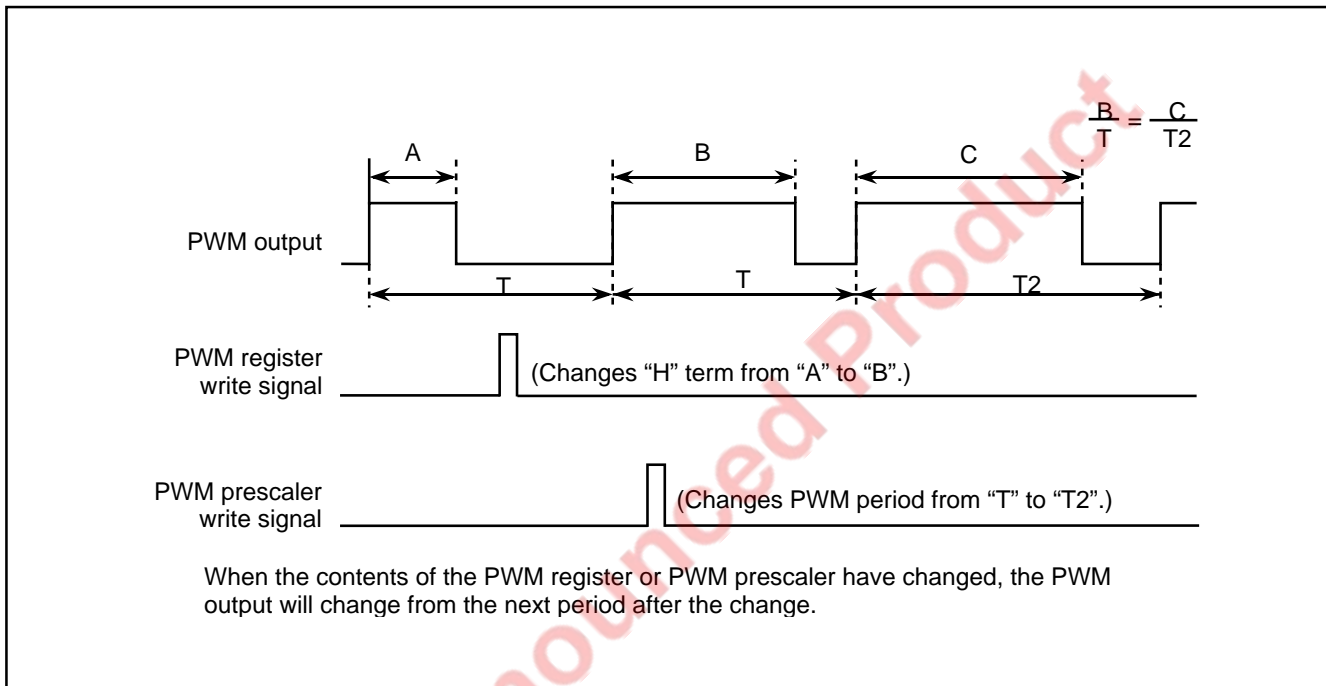 B C
T = T2
A B C
PWM output
T T T2
PWM register
write signal
(Changes “H” term from “A” to “B”.)
PWM prescaler
write signal
(Changes PWM period from “T” to “T2”.)
When the contents of the PWM register or PWM prescaler have changed, the PWM
output will change from the next period after the change.
nounced Product